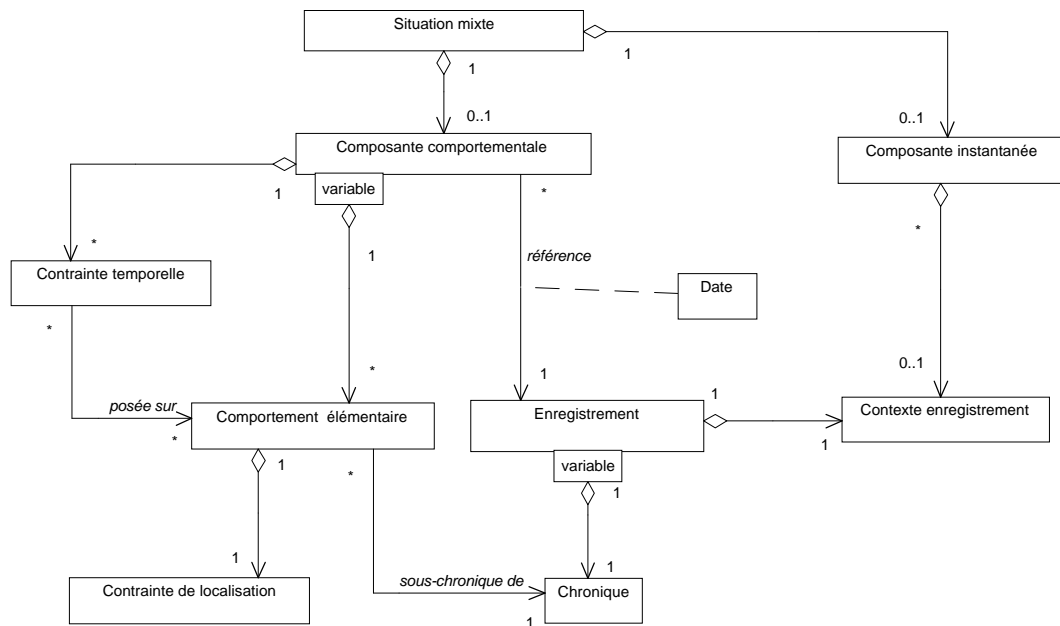 Situation mixte
1
1
0..1
0..1
Composante comportementale
Composante instantanée
variable
1
*
*
*
1
référence
Contrainte temporelle
Date
*
0..1
*
1
1
posée sur
Comportement élémentaire
Enregistrement
Contexte enregistrement
*
1
1
*
variable
1
1
1
Contrainte de localisation
sous-chronique de
Chronique
1